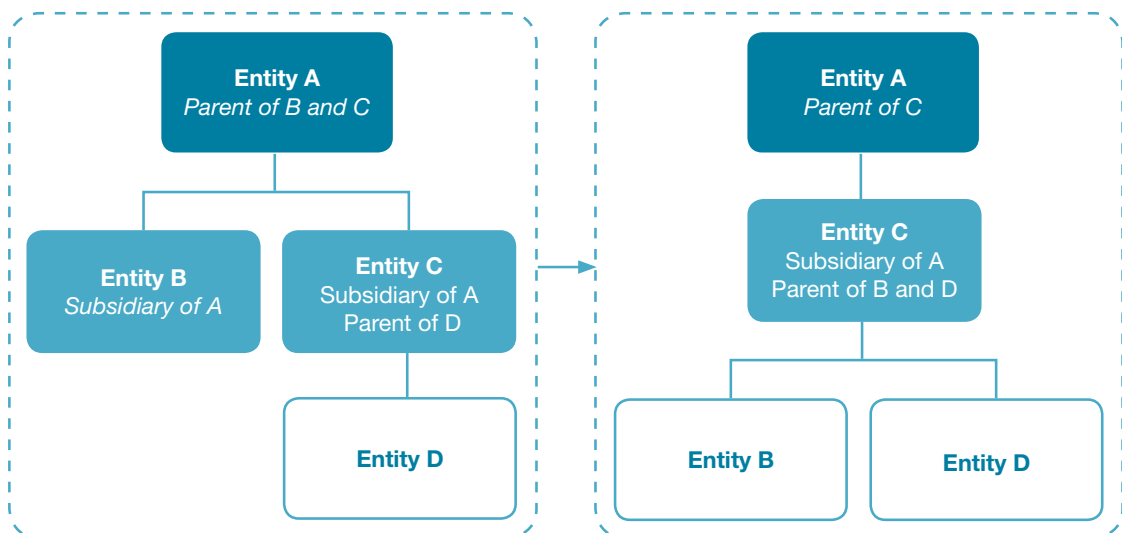 Entity A
Parent of B and C
Entity B
Subsidiary of A
Entity C
Subsidiary of A
Parent of D
Entity D
Entity A
Parent of C
Entity C
Subsidiary of A
Parent of B and D
Entity B
Entity D